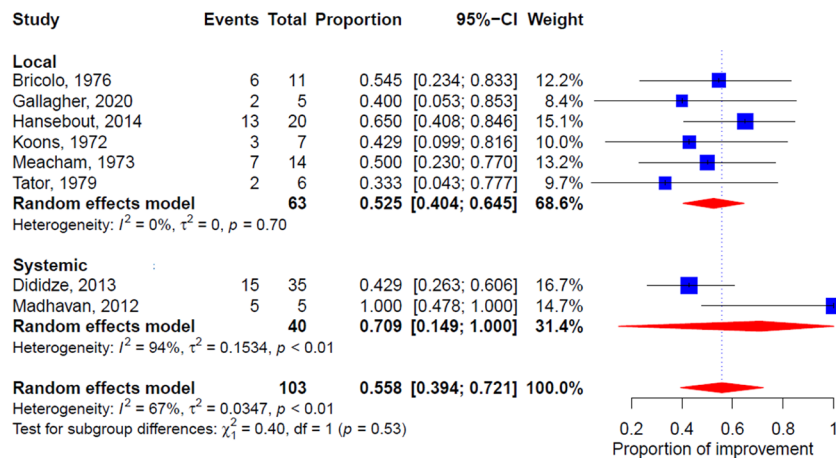 Study Events Total Proportion 95%−CI Weight
Local
Bricolo, 1976 6 11 0.545 [0.234; 0.833] 12.2%
Gallagher, 2020 2 5 0.400 [0.053; 0.853] 8.4%
Hansebout, 2014 13 20 0.650 [0.408; 0.846] 15.1%
Koons, 1972 3 7 0.429 [0.099; 0.816] 10.0%
Meacham, 1973 7 14 0.500 [0.230; 0.770] 13.2%
Tator, 1979 2 6 0.333 [0.043; 0.777] 9.7%
Random effects model 63 0.525 [0.404; 0.645] 68.6%
Heterogeneity: I² = 0%, τ² = 0, p = 0.70
Systemic
Dididze, 2013 15 35 0.429 [0.263; 0.606] 16.7%
Madhavan, 2012 5 5 1.000 [0.478; 1.000] 14.7%
Random effects model 40 0.709 [0.149; 1.000] 31.4%
Heterogeneity: I² = 94%, τ² = 0.1534, p < 0.01
Random effects model 103 0.558 [0.394; 0.721] 100.0%
Heterogeneity: I² = 67%, τ² = 0.0347, p < 0.01
Test for subgroup differences: χ²₁ = 0.40, df = 1 (p = 0.53)
0.2 0.4 0.6 0.8 1
Proportion of improvement